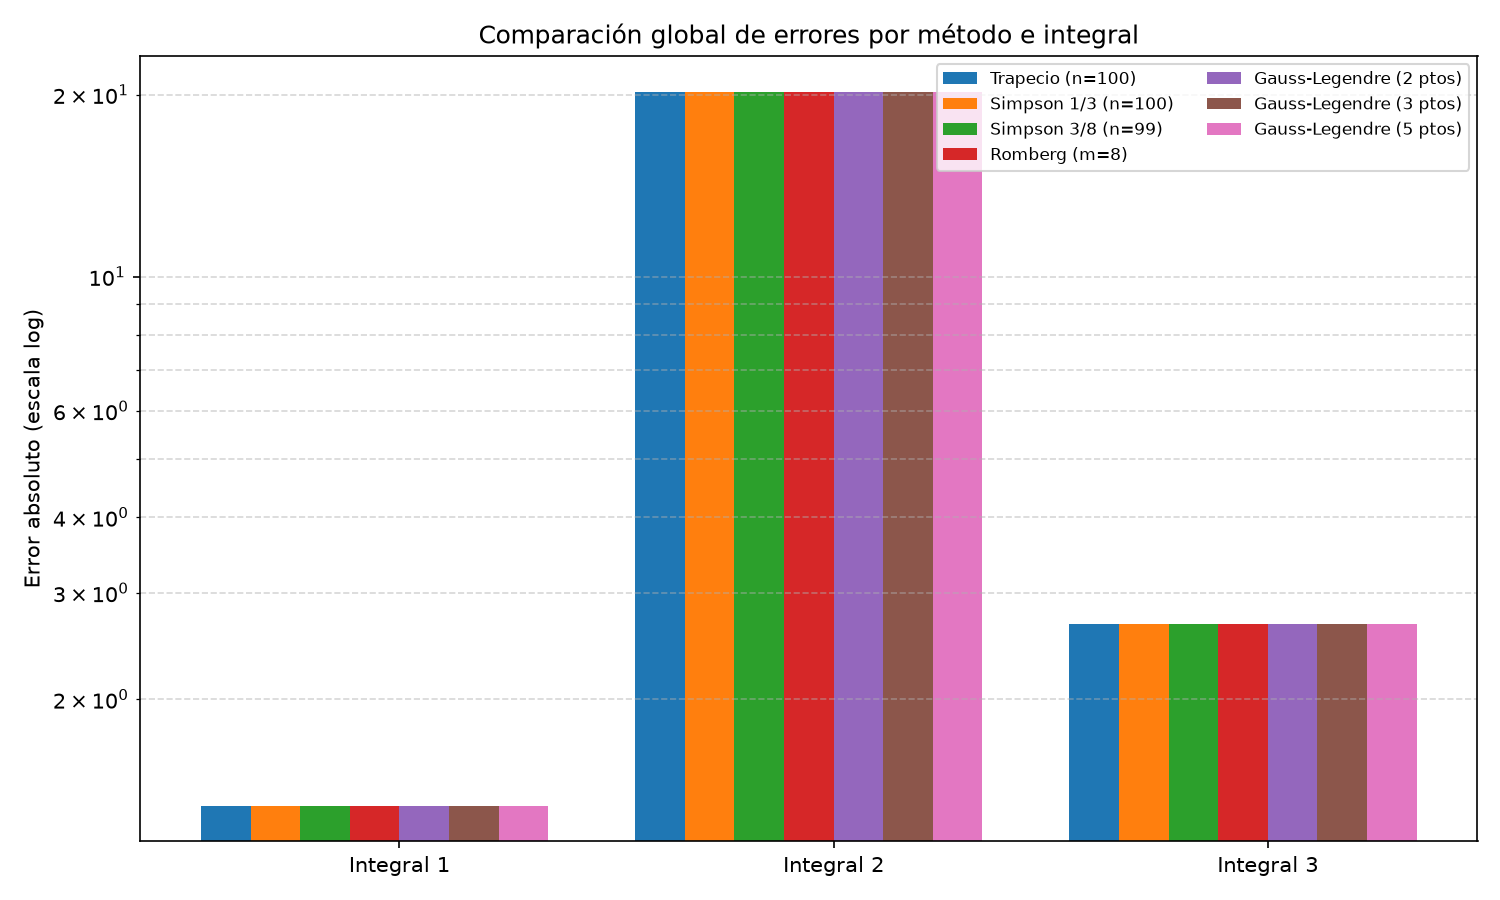 Comparación global de errores por método e integral
Trapecio (n=100)
Simpson 1/3 (n=100)
Simpson 3/8 (n=99)
Romberg (m=8)
Gauss-Legendre (2 ptos)
Gauss-Legendre (3 ptos)
Gauss-Legendre (5 ptos)
Error absoluto (escala log)
2 × 10¹
10¹
6 × 10⁰
4 × 10⁰
3 × 10⁰
2 × 10⁰
Integral 1
Integral 2
Integral 3